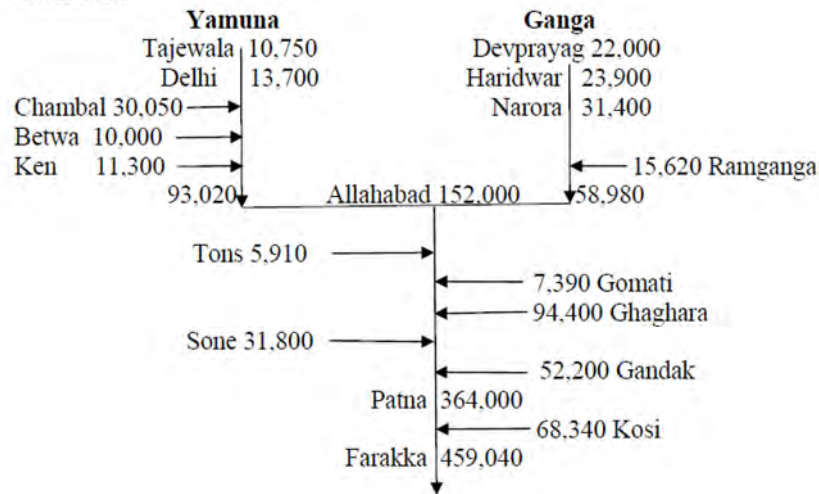 Yamuna Ganga
Tajewala 10,750 Devprayag 22,000
Delhi 13,700 Haridwar 23,900
Chambal 30,050 Narora 31,400
Betwa 10,000
Ken 11,300 15,620 Ramganga
93,020 Allahabad 152,000 58,980
Tons 5,910
7,390 Gomati
94,400 Ghaghara
Sone 31,800
52,200 Gandak
Patna 364,000
68,340 Kosi
Farakka 459,040